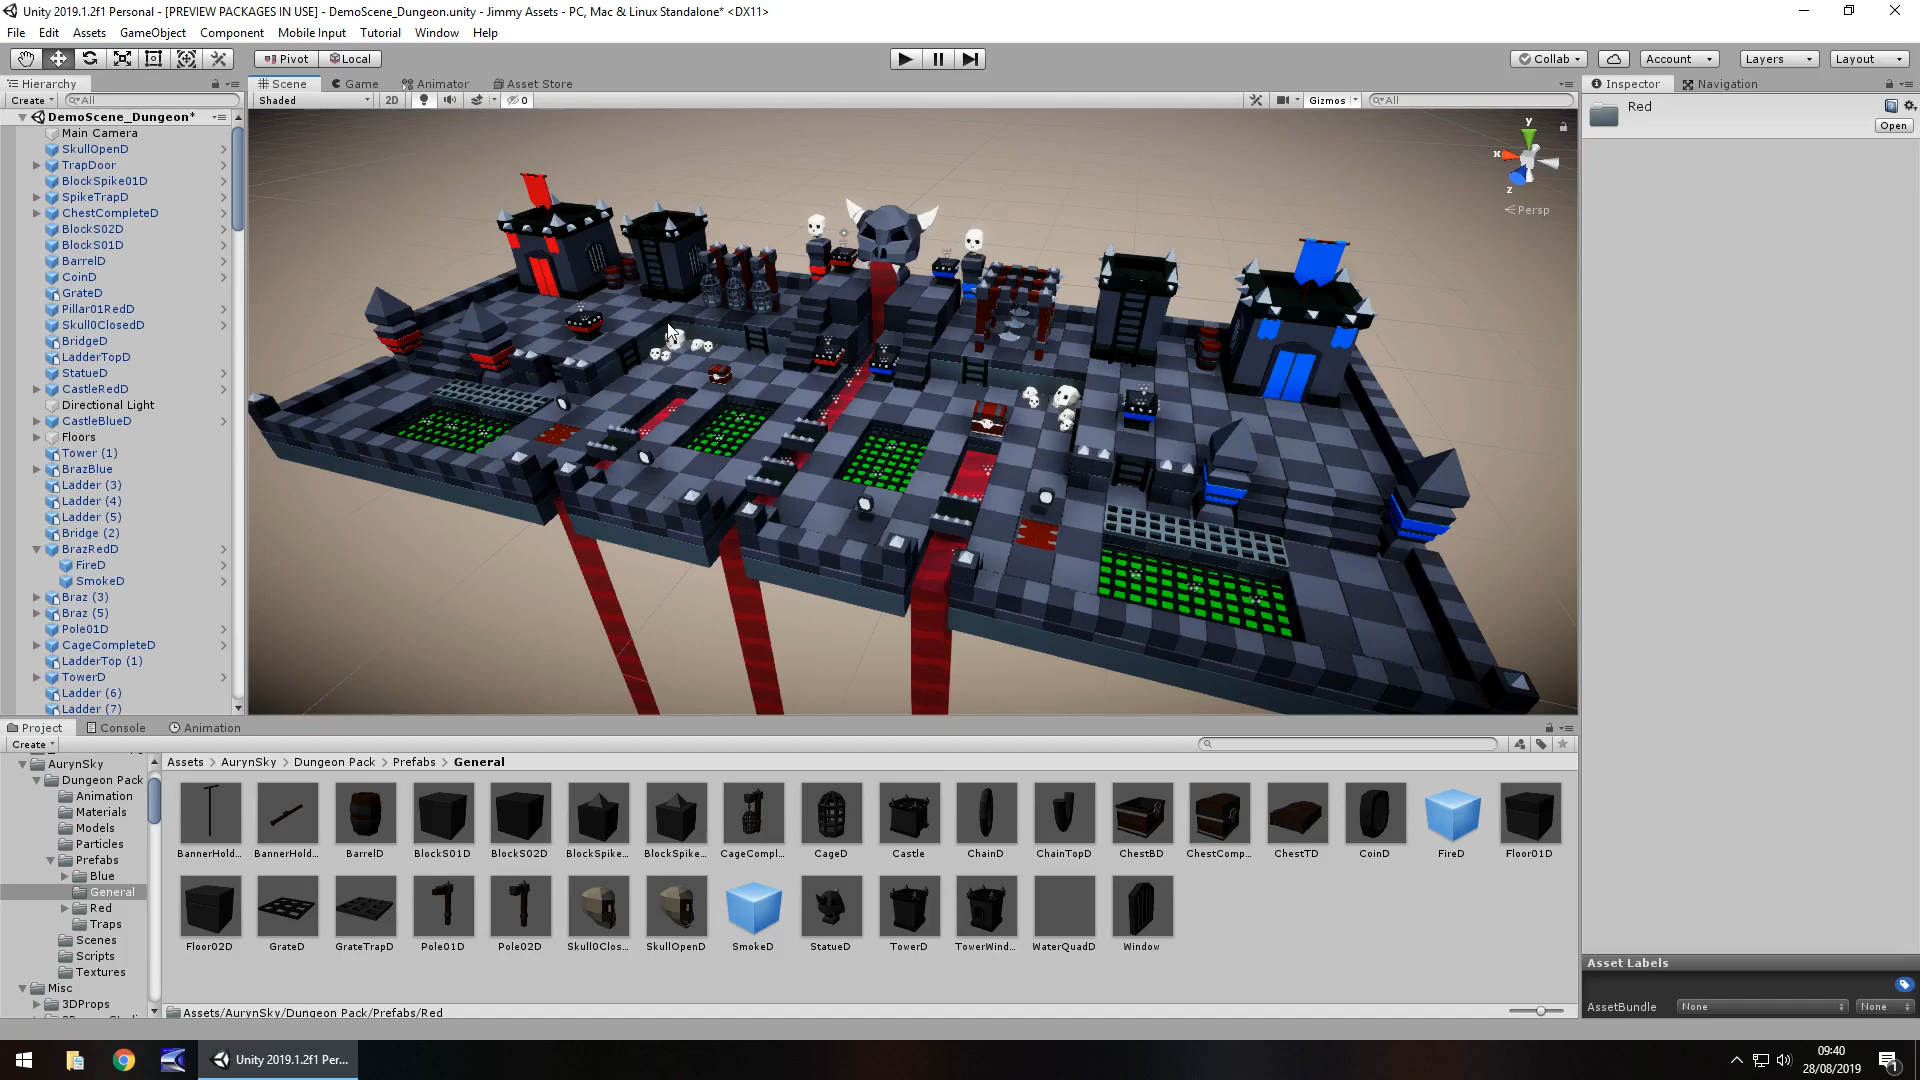 Unity 2019.1.2f1 Personal - [PREVIEW PACKAGES IN USE] - DemoScene_Dungeon.unity - Jimmy Assets - PC, Mac & Linux Standalone* <DX11>
File Edit Assets GameObject Component Mobile Input Tutorial Window Help
Pivot Local Collab Account Layers Layout
Hierarchy Scene Game Animator Asset Store Inspector Navigation
Create All Shaded 2D 0 Gizmos All
Red
Open
DemoScene_Dungeon*
Main Camera
SkullOpenD
TrapDoor
BlockSpike01D
SpikeTrapD
ChestCompleteD
BlockS02D
BlockS01D
BarrelD
CoinD
GrateD
Pillar01RedD
Skull0ClosedD
BridgeD
LadderTopD
StatueD
CastleRedD
Directional Light
CastleBlueD
Floors
Tower (1)
BrazBlue
Ladder (3)
Ladder (4)
Ladder (5)
Bridge (2)
BrazRedD
FireD
SmokeD
Braz (3)
Braz (5)
Pole01D
CageCompleteD
LadderTop (1)
TowerD
Ladder (6)
Ladder (7)
y
x
z
Persp
Project Console Animation
Create
AurynSky
Dungeon Pack
Animation
Materials
Models
Particles
Prefabs
Blue
General
Red
Traps
Scenes
Scripts
Textures
Misc
3DProps
Assets > AurynSky > Dungeon Pack > Prefabs > General
BannerHold... BannerHold... BarrelD BlockS01D BlockS02D BlockSpike... BlockSpike... CageCompl... CageD Castle ChainD ChainTopD ChestBD ChestComp... ChestTD CoinD FireD Floor01D
Floor02D GrateD GrateTrapD Pole01D Pole02D Skull0Clos... SkullOpenD SmokeD StatueD TowerD TowerWind... WaterQuadD Window
Assets/AurynSky/Dungeon Pack/Prefabs/Red
Asset Labels
AssetBundle None None
Unity 2019.1.2f1 Per...
09:40
28/08/2019
1